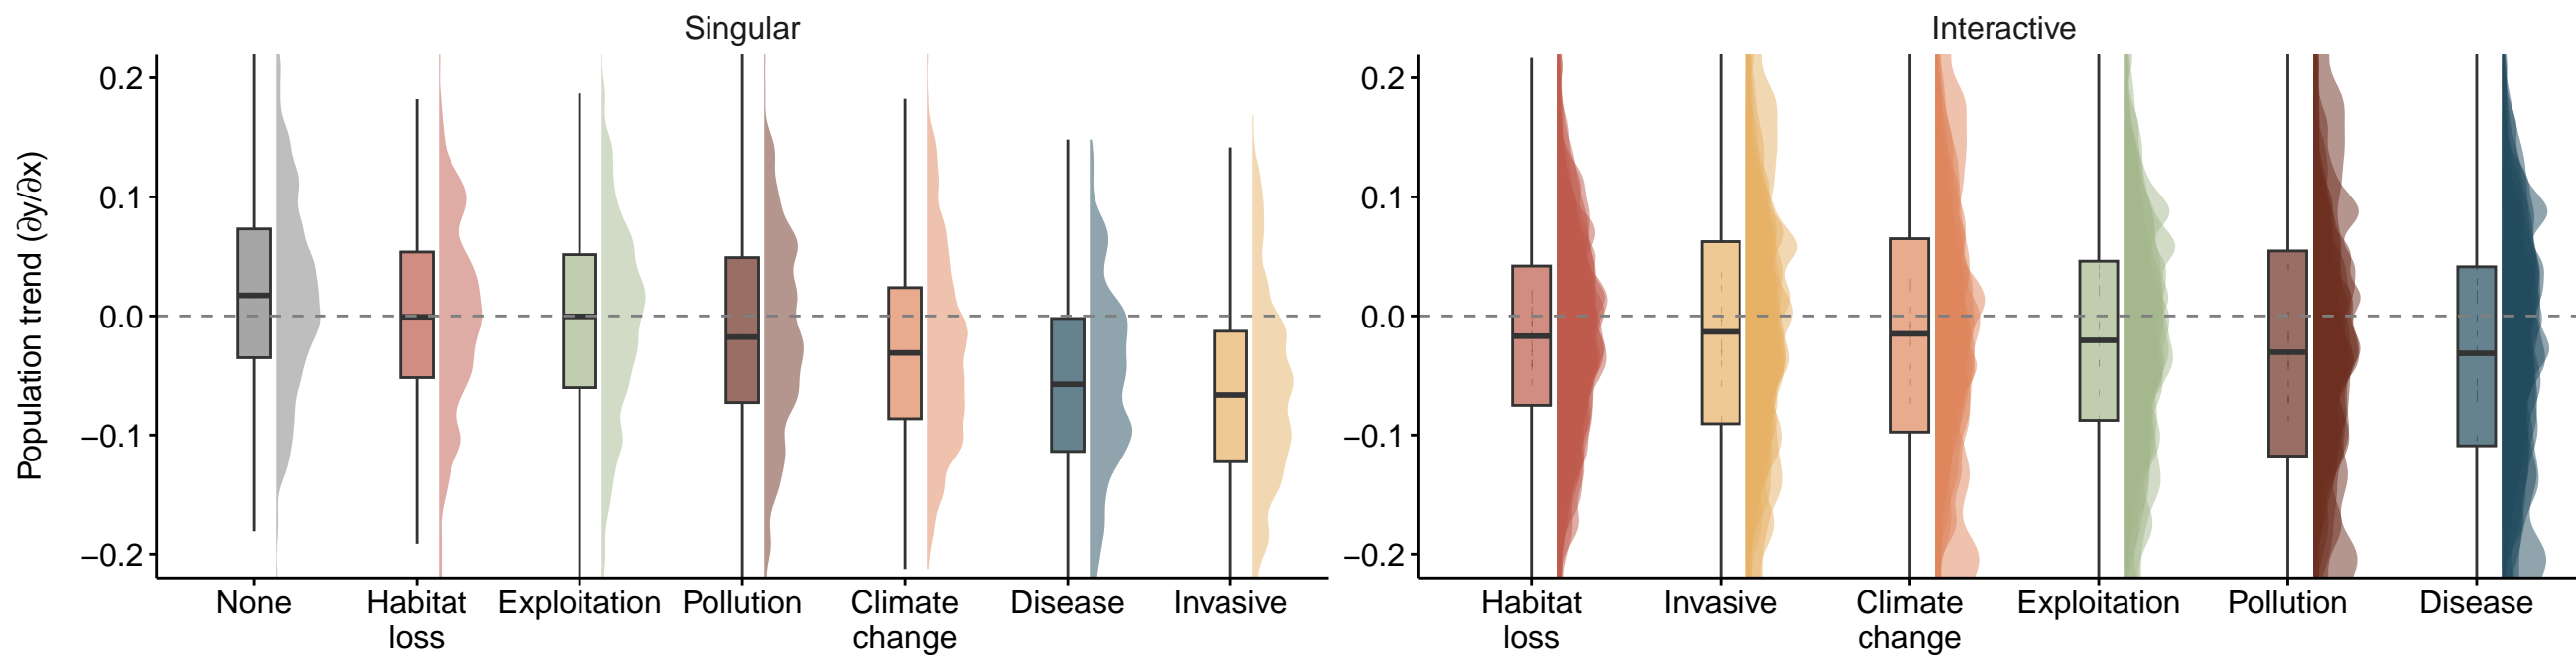 Singular
Interactive
Population trend (∂y/∂x)
0.2
0.1
0.0
−0.1
−0.2
None
Habitat
loss
Exploitation
Pollution
Climate
change
Disease
Invasive
0.2
0.1
0.0
−0.1
−0.2
Habitat
loss
Invasive
Climate
change
Exploitation
Pollution
Disease